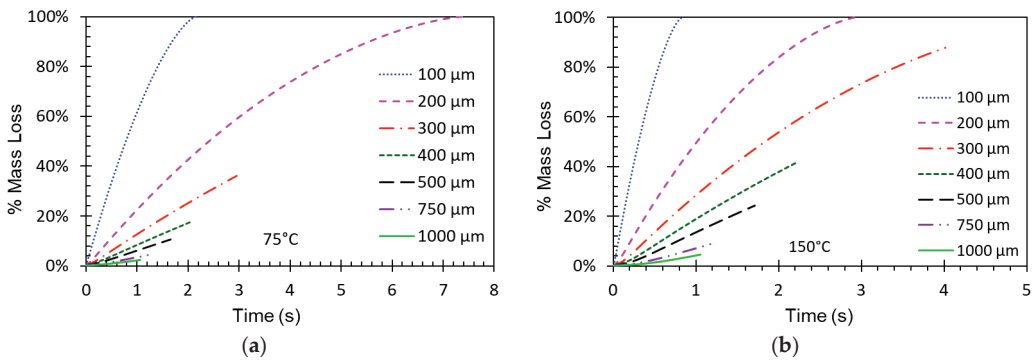 (a)
% Mass Loss
100%
80%
60%
40%
20%
0%
100 µm
200 µm
300 µm
400 µm
500 µm
750 µm
1000 µm
75°C
0 1 2 3 4 5 6 7 8
Time (s)
(a)
(b)
% Mass Loss
100%
80%
60%
40%
20%
0%
100 µm
200 µm
300 µm
400 µm
500 µm
750 µm
1000 µm
150°C
0 1 2 3 4 5
Time (s)
(b)